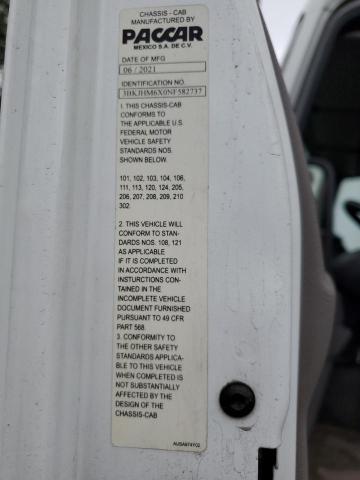 CHASSIS - CAB
MANUFACTURED BY
PACCAR
MEXICO S.A. DE C.V.
DATE OF MFG
06 / 2021
IDENTIFICATION NO.
3BKJHM6X0NF582737
1. THIS CHASSIS-CAB
CONFORMS TO
THE APPLICABLE U.S.
FEDERAL MOTOR
VEHICLE SAFETY
STANDARDS NOS.
SHOWN BELOW.
101, 102, 103, 104, 106,
111, 113, 120, 124, 205,
206, 207, 208, 209, 210
302
2. THIS VEHICLE WILL
CONFORM TO STAN-
DARDS NOS. 108, 121
AS APPLICABLE
IF IT IS COMPLETED
IN ACCORDANCE WITH
INSTURCTIONS CON-
TAINED IN THE
INCOMPLETE VEHICLE
DOCUMENT FURNISHED
PURSUANT TO 49 CFR
PART 568.
3. CONFORMITY TO
THE OTHER SAFETY
STANDARDS APPLICA-
BLE TO THIS VEHICLE
WHEN COMPLETED IS
NOT SUBSTANTIALLY
AFFECTED BY THE
DESIGN OF THE
CHASSIS-CAB